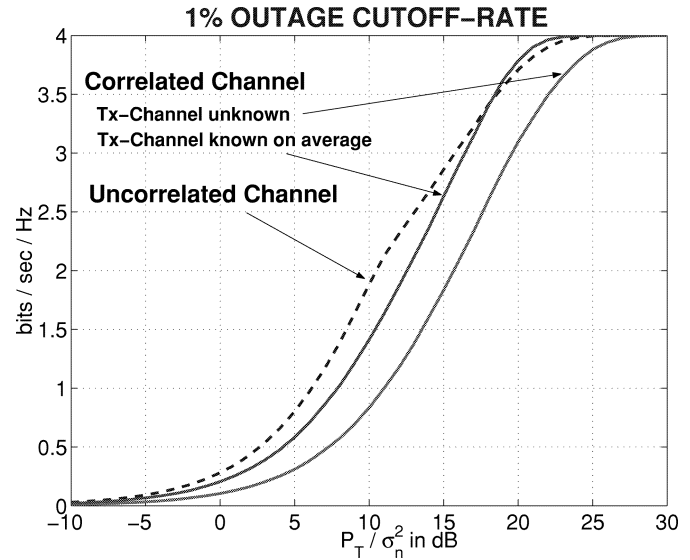 1% OUTAGE CUTOFF−RATE
4
Correlated Channel
3.5
Tx−Channel unknown
Tx−Channel known on average
3
Uncorrelated Channel
2.5
bits / sec / Hz
2
1.5
1
0.5
0
−10 −5 0 5 10 15 20 25 30
P_T / σ_n^2 in dB